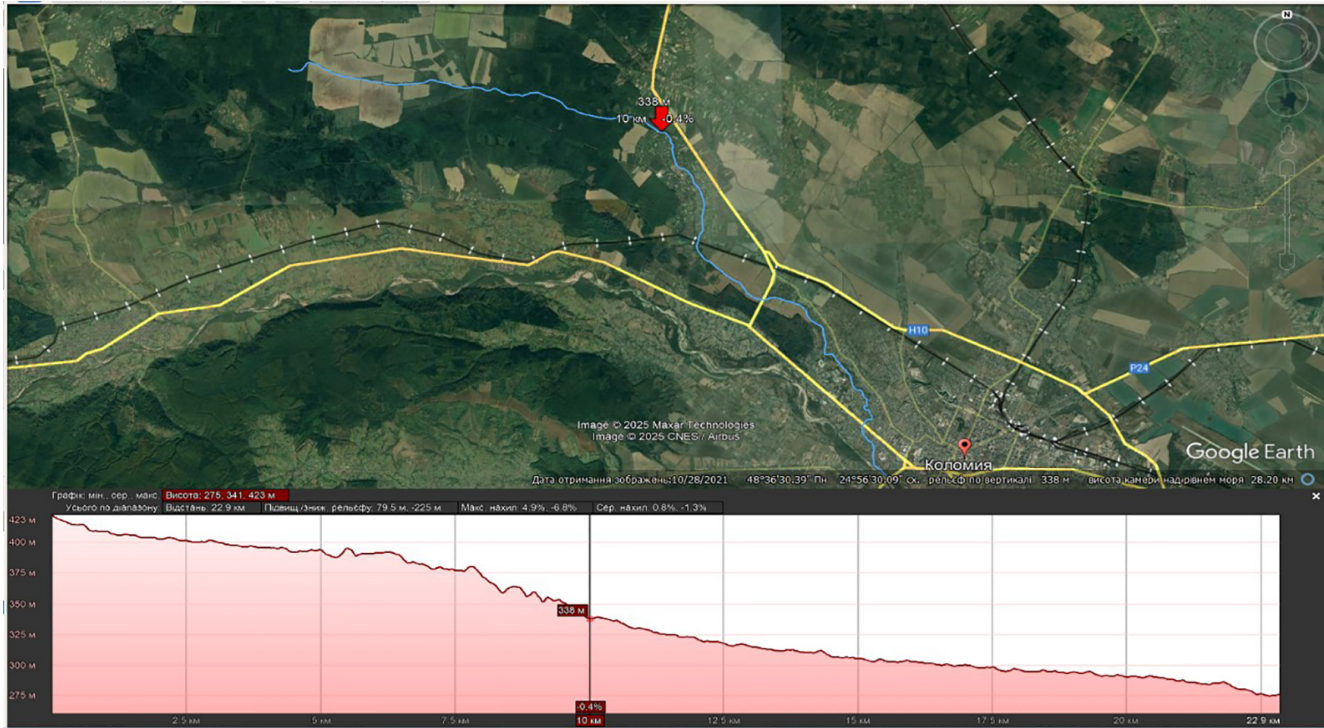 N
338 м
10 км -0.4%
H10
P24
Image © 2025 Maxar Technologies
Image © 2025 CNES / Airbus
Коломия
Google Earth
Дата отримання зображень:10/28/2021 48°36'30.39" Пн 24°56'30.09" сх. рельєф по вертикалі 338 м висота камери над рівнем моря 28.20 км
Графік: мін., сер., макс Висота: 275, 341, 423 м
Усього по діапазону Відстань: 22.9 км Підвищ./зниж. рельєфу: 79.5 м, -225 м Макс. нахил: 4.9%, -6.8% Сер. нахил: 0.8%, -1.3%
423 м
400 м
375 м
350 м
338 м
325 м
300 м
275 м
-0.4%
2.5 км 5 км 7.5 км 10 км 12.5 км 15 км 17.5 км 20 км 22.9 км